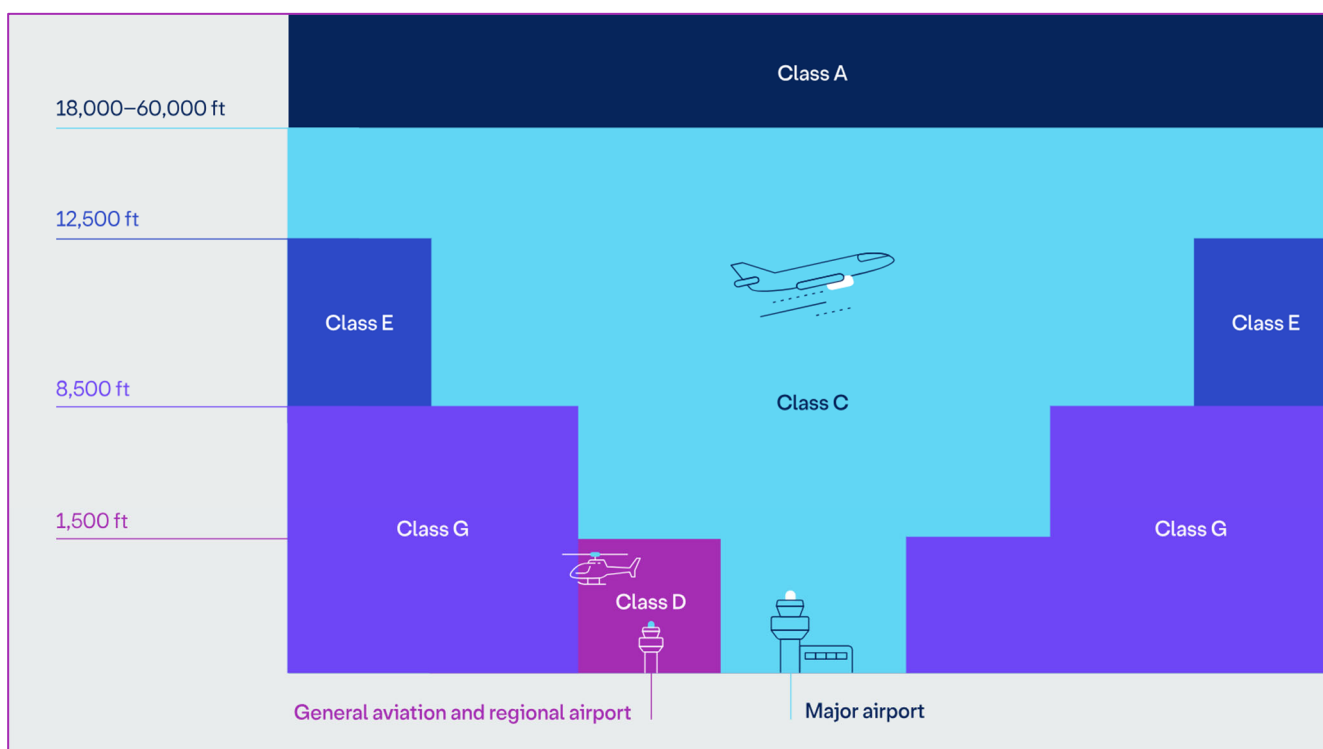 Class A
18,000–60,000 ft
12,500 ft
Class E
Class E
8,500 ft
Class C
1,500 ft
Class G
Class G
Class D
General aviation and regional airport
Major airport